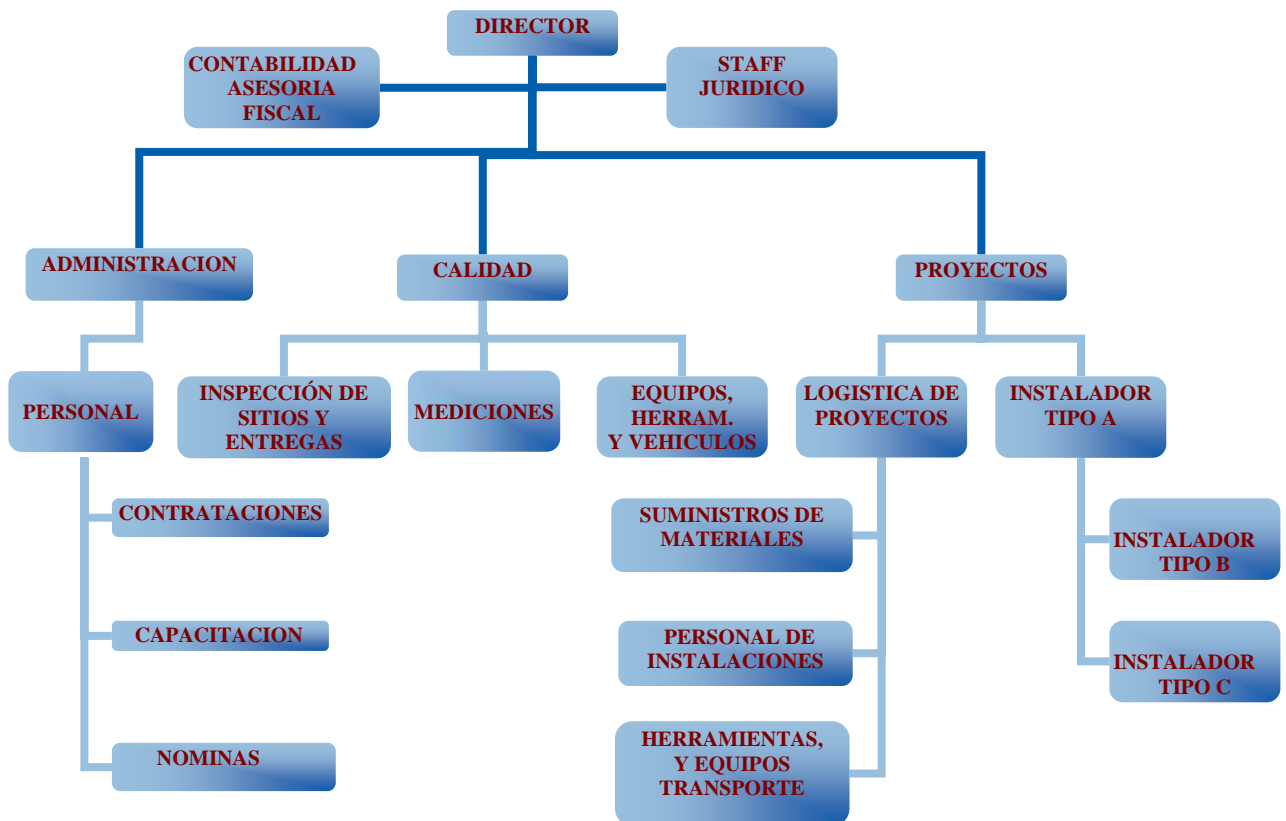 DIRECTOR
CONTABILIDAD
ASESORIA
FISCAL
STAFF
JURIDICO
ADMINISTRACION
CALIDAD
PROYECTOS
PERSONAL
INSPECCIÓN DE
SITIOS Y
ENTREGAS
MEDICIONES
EQUIPOS,
HERRAM.
Y VEHICULOS
LOGISTICA DE
PROYECTOS
INSTALADOR
TIPO A
CONTRATACIONES
CAPACITACION
NOMINAS
SUMINISTROS DE
MATERIALES
PERSONAL DE
INSTALACIONES
HERRAMIENTAS,
Y EQUIPOS
TRANSPORTE
INSTALADOR
TIPO B
INSTALADOR
TIPO C